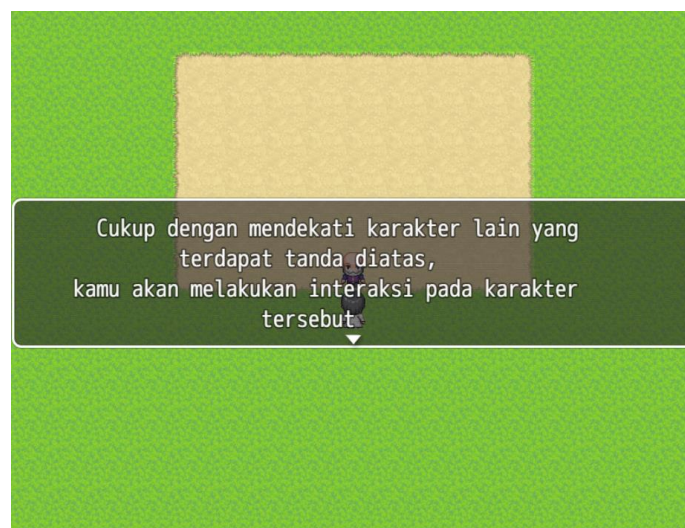 Cukup dengan mendekati karakter lain yang
terdapat tanda diatas,
kamu akan melakukan interaksi pada karakter
tersebut